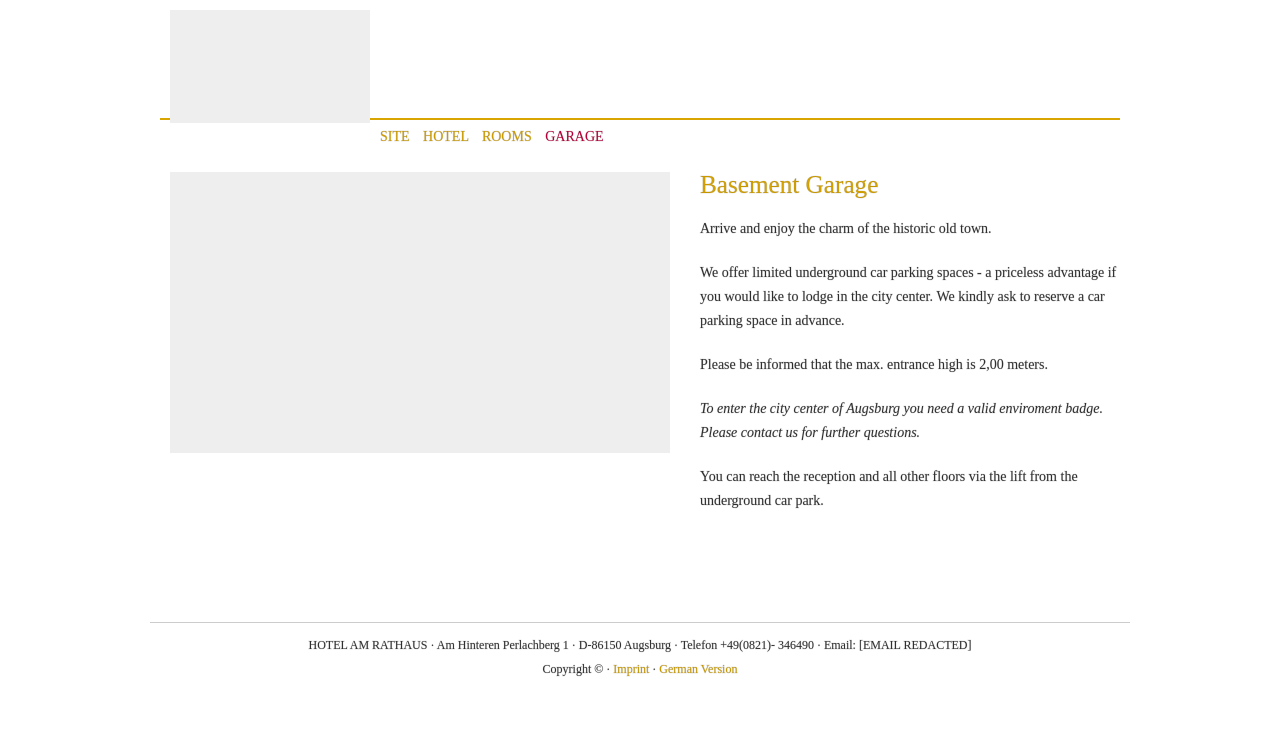 SITE HOTEL ROOMS GARAGE
Basement Garage
Arrive and enjoy the charm of the historic old town.
We offer limited underground car parking spaces - a priceless advantage if
you would like to lodge in the city center. We kindly ask to reserve a car
parking space in advance.
Please be informed that the max. entrance high is 2,00 meters.
To enter the city center of Augsburg you need a valid enviroment badge.
Please contact us for further questions.
You can reach the reception and all other floors via the lift from the
underground car park.
HOTEL AM RATHAUS · Am Hinteren Perlachberg 1 · D-86150 Augsburg · Telefon +49(0821)- 346490 · Email: [EMAIL REDACTED]
Copyright © · Imprint · German Version